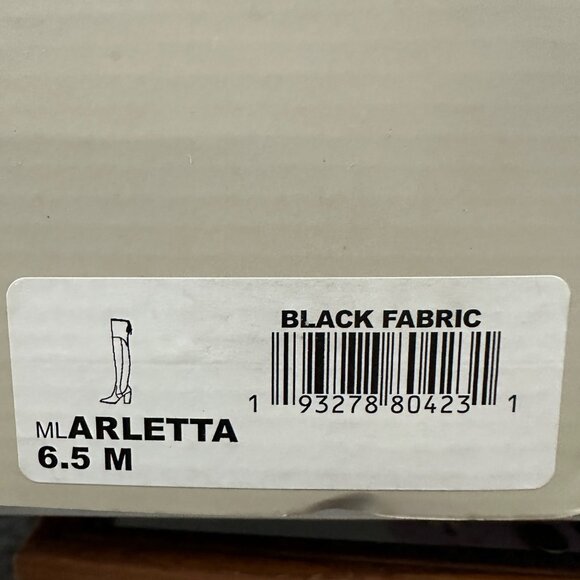 BLACK FABRIC
1 93278 80423 1
MLARLETTA
6.5 M